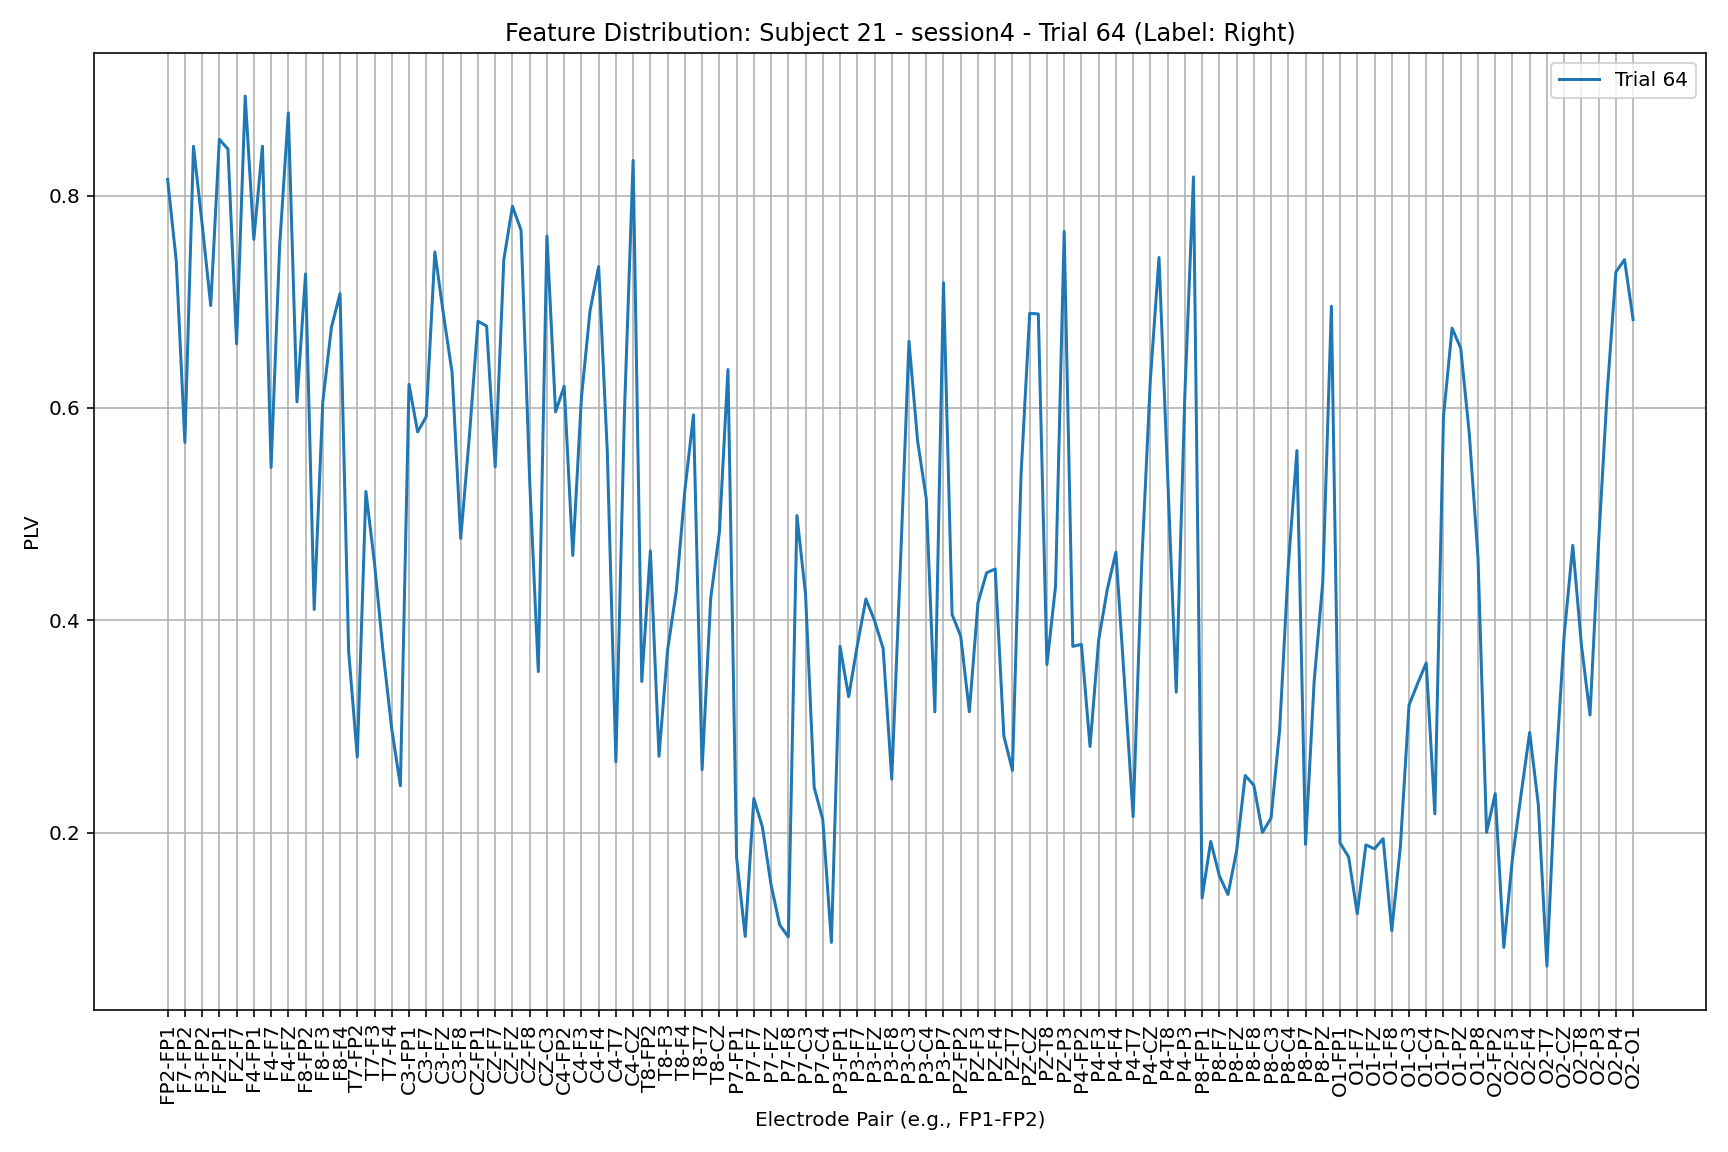 Feature Distribution: Subject 21 - session4 - Trial 64 (Label: Right)
Trial 64
PLV
0.8
0.6
0.4
0.2
FP2-FP1
F7-FP2
F3-FP2
FZ-FP1
FZ-F7
F4-FP1
F4-F7
F4-FZ
F8-FP2
F8-F3
F8-F4
T7-FP2
T7-F3
T7-F4
C3-FP1
C3-F7
C3-FZ
C3-F8
CZ-FP1
CZ-F7
CZ-FZ
CZ-F8
CZ-C3
C4-FP2
C4-F3
C4-F4
C4-T7
C4-CZ
T8-FP2
T8-F3
T8-F4
T8-T7
T8-CZ
P7-FP1
P7-F7
P7-FZ
P7-F8
P7-C3
P7-C4
P3-FP1
P3-F7
P3-FZ
P3-F8
P3-C3
P3-C4
P3-P7
PZ-FP2
PZ-F3
PZ-F4
PZ-T7
PZ-CZ
PZ-T8
PZ-P3
P4-FP2
P4-F3
P4-F4
P4-T7
P4-CZ
P4-T8
P4-P3
P8-FP1
P8-F7
P8-FZ
P8-F8
P8-C3
P8-C4
P8-P7
P8-PZ
O1-FP1
O1-F7
O1-FZ
O1-F8
O1-C3
O1-C4
O1-P7
O1-PZ
O1-P8
O2-FP2
O2-F3
O2-F4
O2-T7
O2-CZ
O2-T8
O2-P3
O2-P4
O2-O1
Electrode Pair (e.g., FP1-FP2)